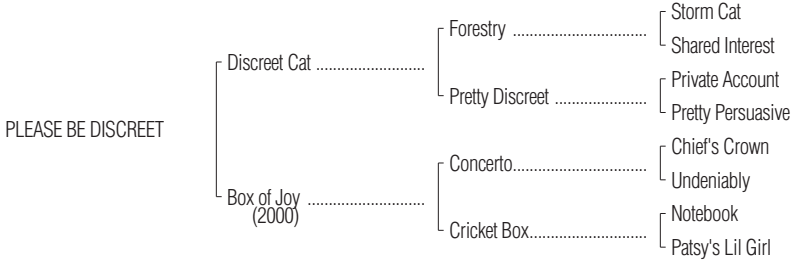 Storm Cat
Forestry ..............................
Shared Interest
Discreet Cat ........................
Private Account
Pretty Discreet ....................
Pretty Persuasive
PLEASE BE DISCREET
Chief's Crown
Concerto..............................
Undeniably
Box of Joy ..........................
(2000)
Notebook
Cricket Box..........................
Patsy's Lil Girl